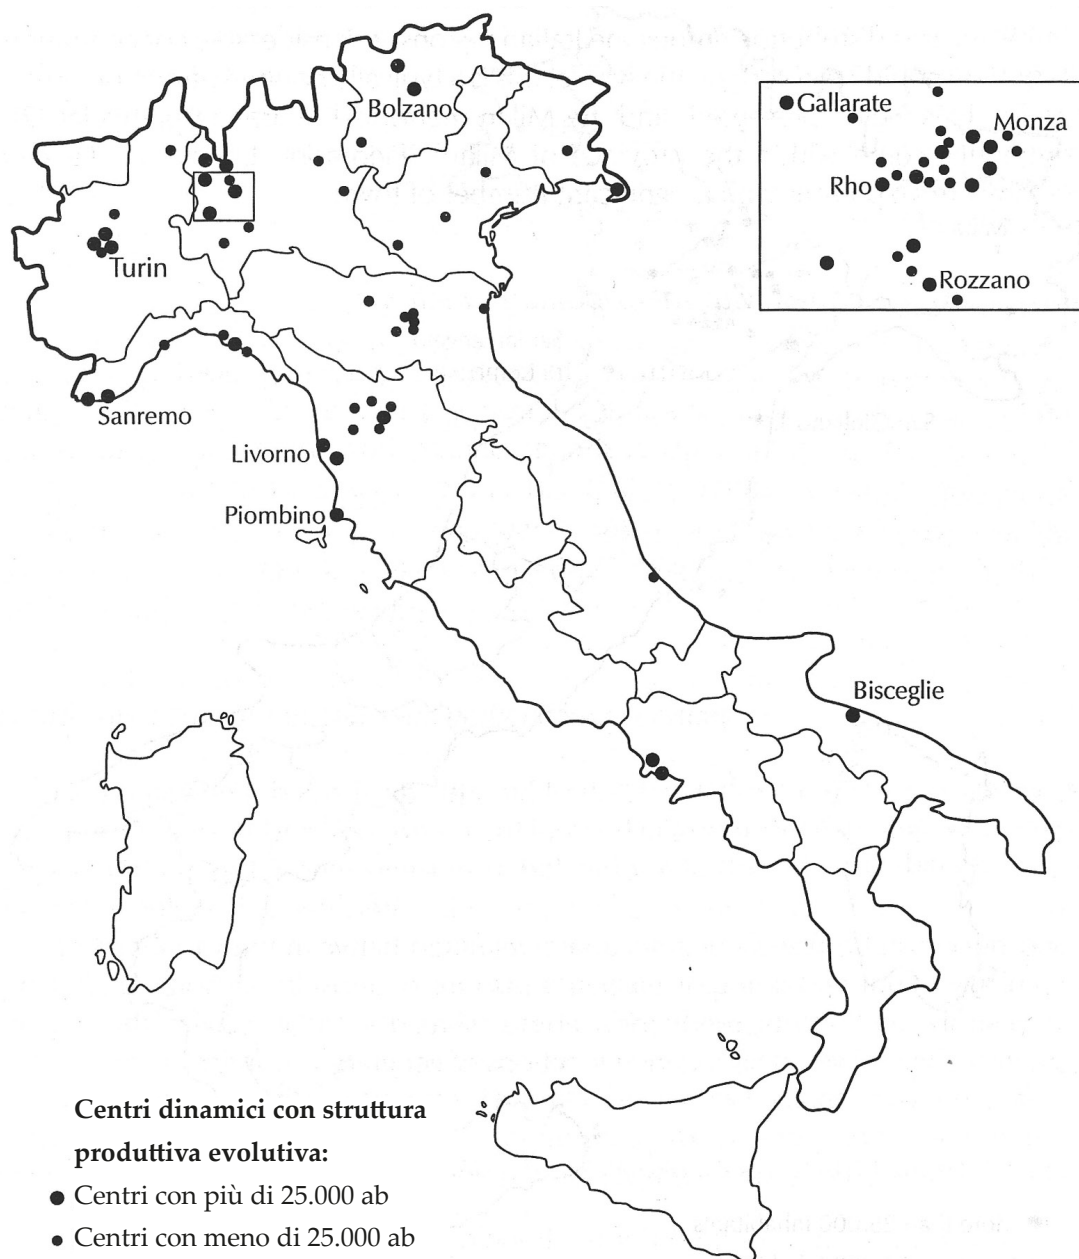 Bolzano
Gallarate
Monza
Rho
Rozzano
Turin
Sanremo
Livorno
Piombino
Bisceglie
Centri dinamici con struttura
produttiva evolutiva:
Centri con più di 25.000 ab
Centri con meno di 25.000 ab